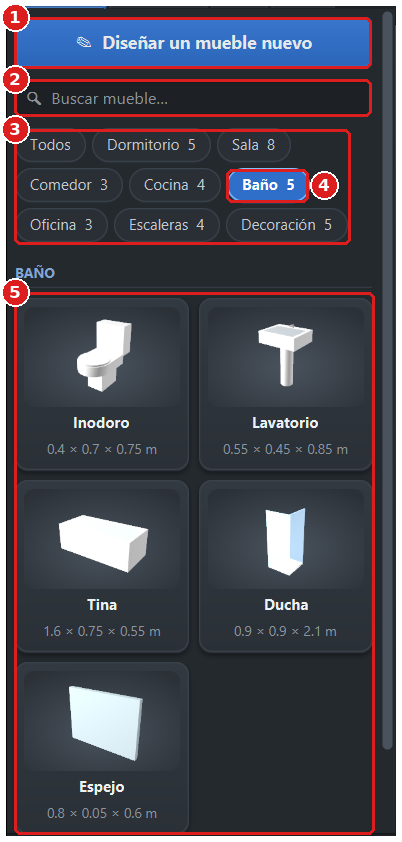 1
Diseñar un mueble nuevo
2
Buscar mueble...
3
Todos Dormitorio 5 Sala 8
Comedor 3 Cocina 4 Baño 5 4
Oficina 3 Escaleras 4 Decoración 5
BAÑO
5
Inodoro Lavatorio
0.4 × 0.7 × 0.75 m 0.55 × 0.45 × 0.85 m
Tina Ducha
1.6 × 0.75 × 0.55 m 0.9 × 0.9 × 2.1 m
Espejo
0.8 × 0.05 × 0.6 m